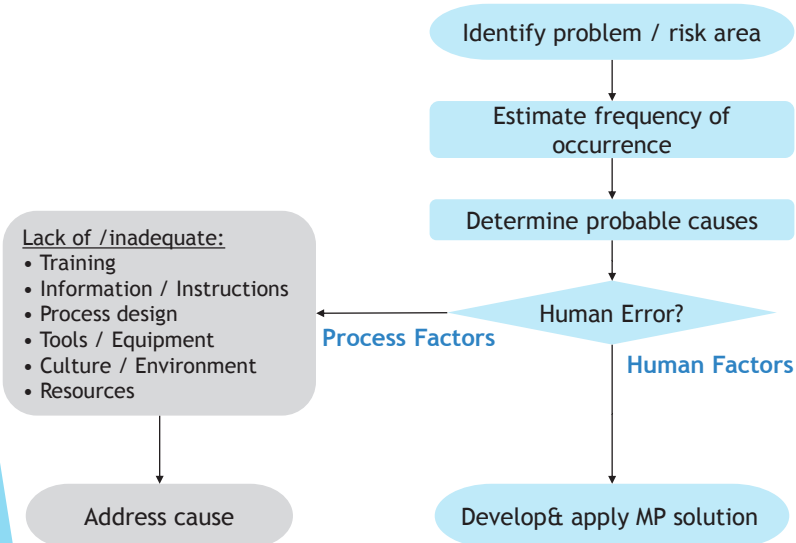 Identify problem / risk area
Estimate frequency of
occurrence
Determine probable causes
Human Error?
Process Factors
Human Factors
Lack of /inadequate:
• Training
• Information / Instructions
• Process design
• Tools / Equipment
• Culture / Environment
• Resources
Address cause
Develop& apply MP solution